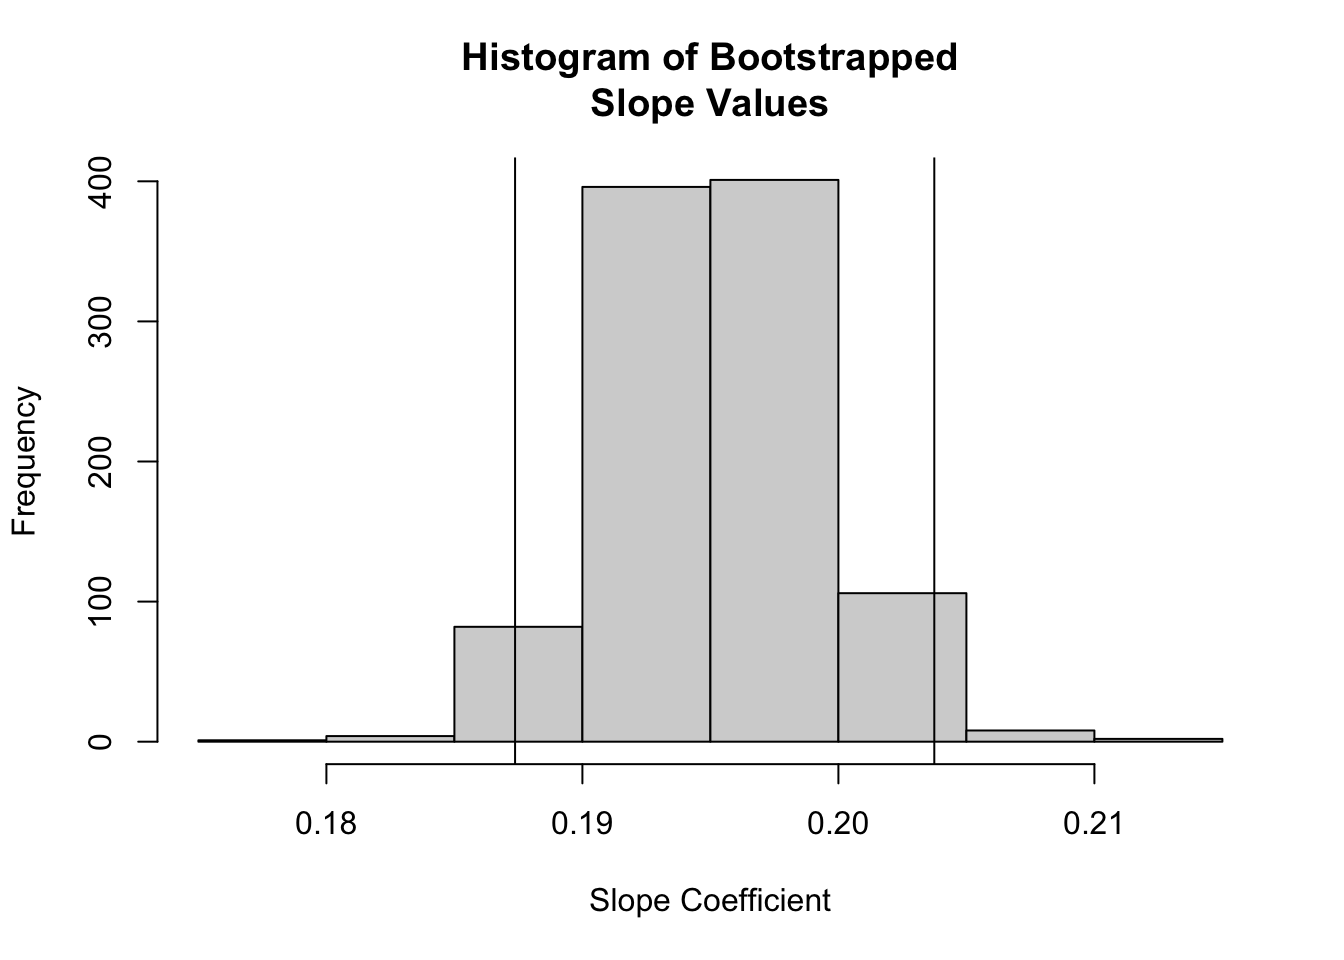 Histogram of Bootstrapped
Slope Values
Frequency
400
300
200
100
0
0.18 0.19 0.20 0.21
Slope Coefficient